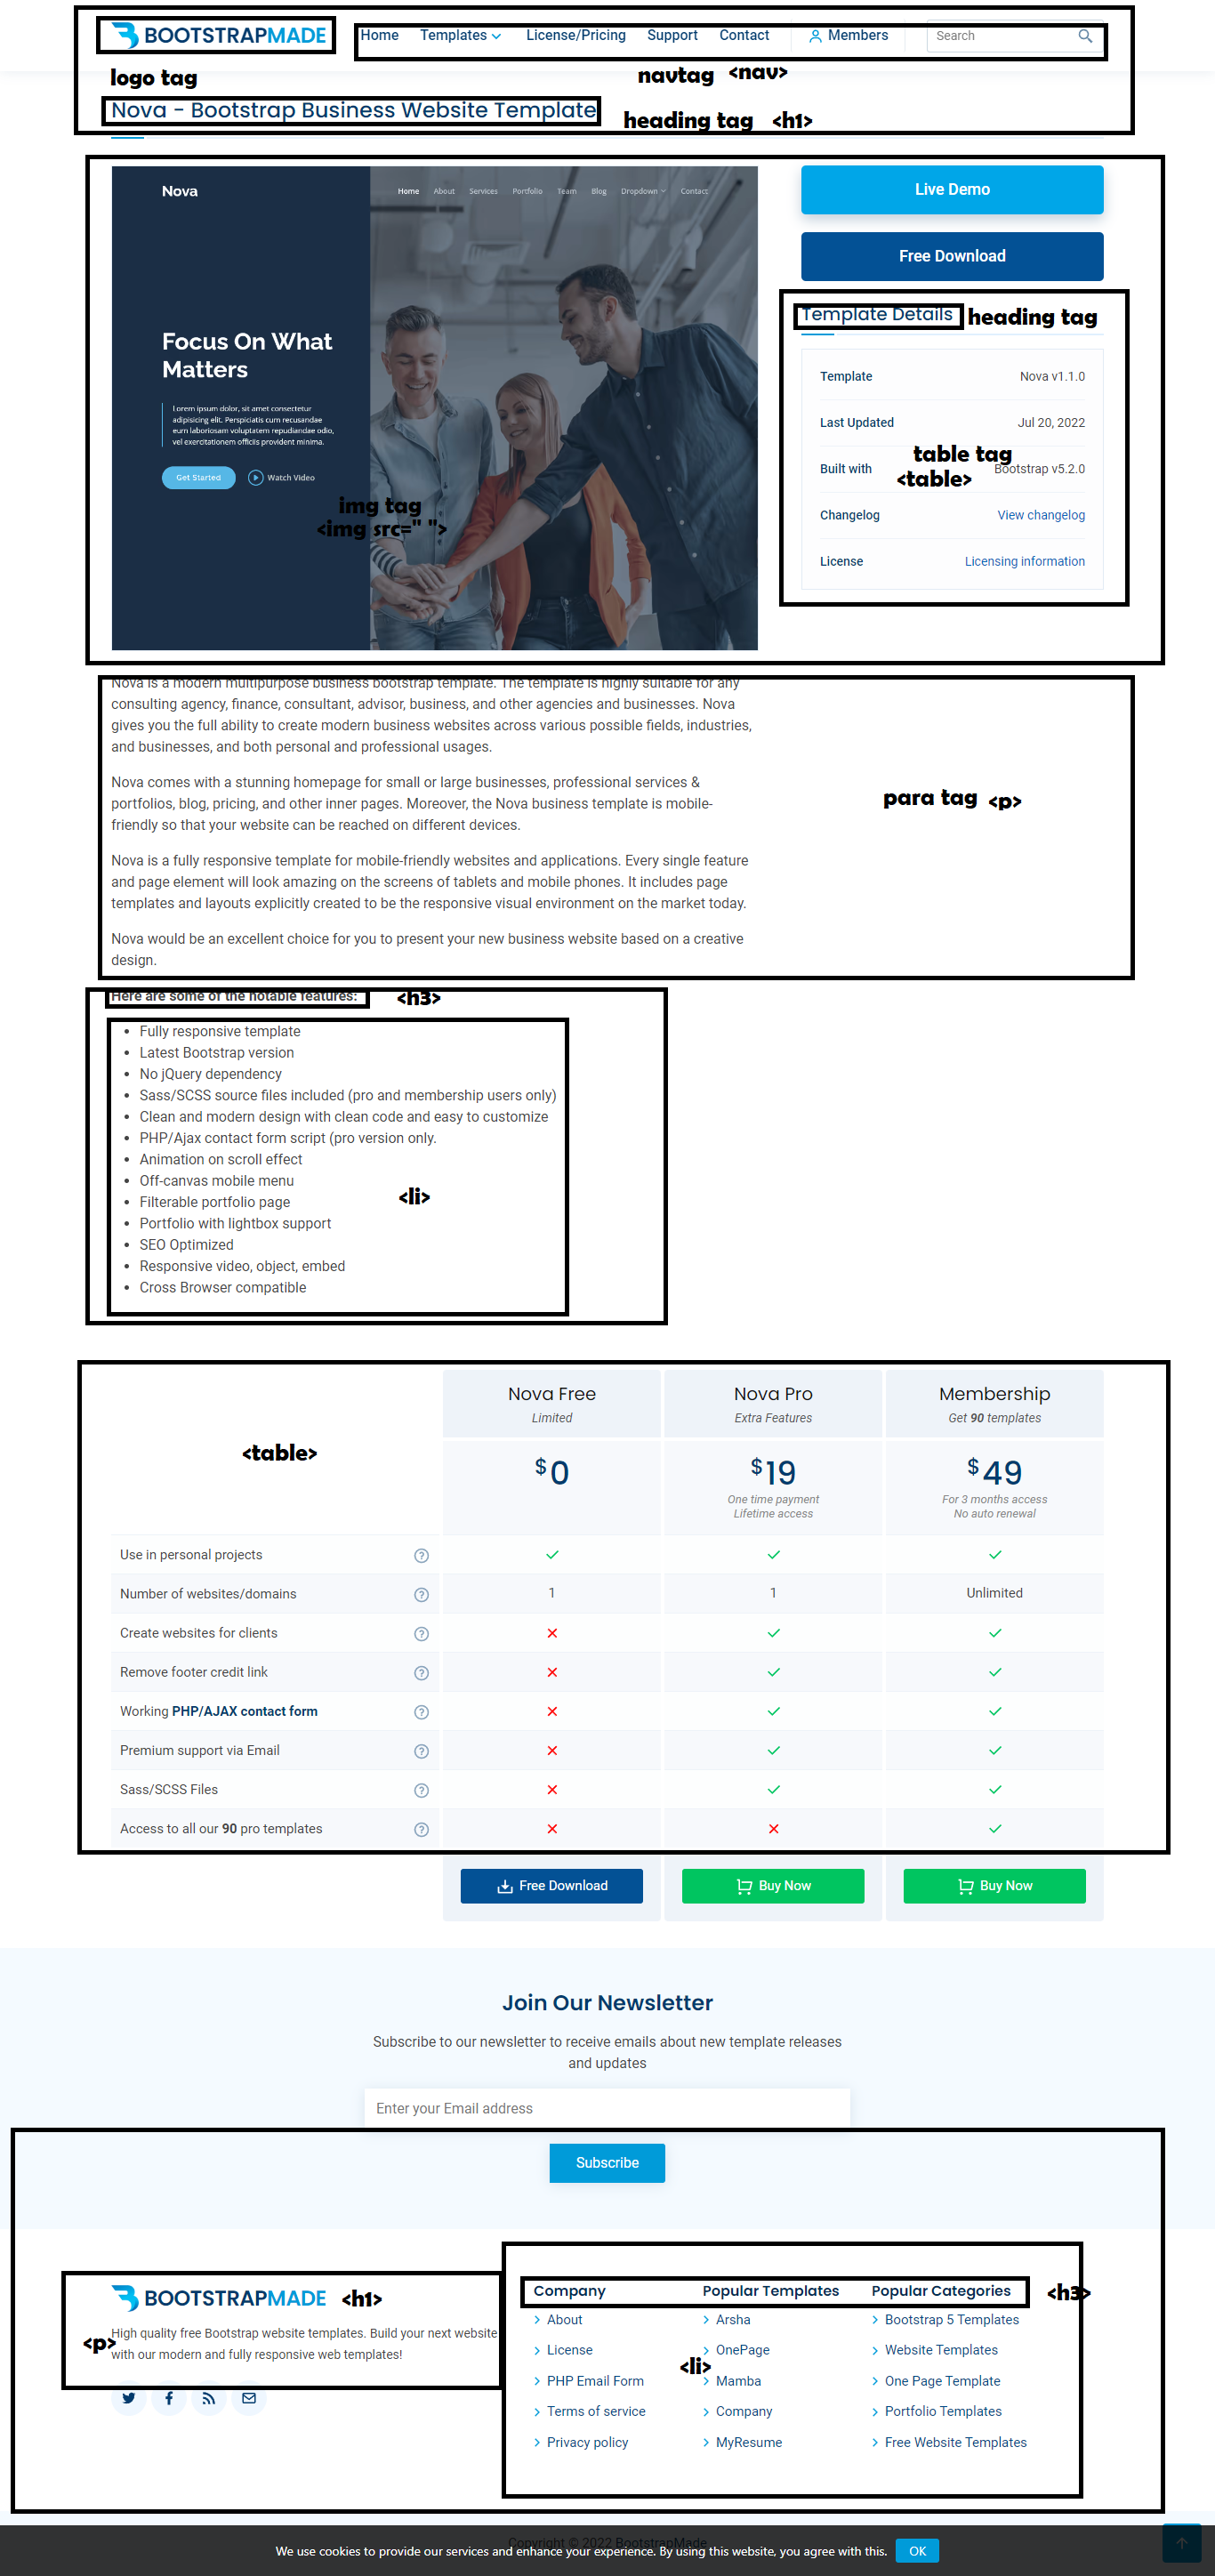 BOOTSTRAPMADE
Home Templates License/Pricing Support Contact Members Search
logo tag
navtag <nav>
Nova - Bootstrap Business Website Template
heading tag <h1>
Nova
Home About Services Portfolio Team Blog Dropdown Contact
Focus On What
Matters
Lorem ipsum dolor, sit amet consectetur
adipisicing elit. Perspiciatis cum recusandae
eum laboriosam voluptatem repudiandae odio,
vel exercitationem officiis provident minima.
Get Started Watch Video
img tag
<img src=" ">
Live Demo
Free Download
Template Details heading tag
Template Nova v1.1.0
Last Updated Jul 20, 2022
table tag
Built with Bootstrap v5.2.0
<table>
Changelog View changelog
License Licensing information
Nova is a modern multipurpose business bootstrap template. The template is highly suitable for any
consulting agency, finance, consultant, advisor, business, and other agencies and businesses. Nova
gives you the full ability to create modern business websites across various possible fields, industries,
and businesses, and both personal and professional usages.
Nova comes with a stunning homepage for small or large businesses, professional services &
portfolios, blog, pricing, and other inner pages. Moreover, the Nova business template is mobile-
friendly so that your website can be reached on different devices.
para tag <p>
Nova is a fully responsive template for mobile-friendly websites and applications. Every single feature
and page element will look amazing on the screens of tablets and mobile phones. It includes page
templates and layouts explicitly created to be the responsive visual environment on the market today.
Nova would be an excellent choice for you to present your new business website based on a creative
design.
Here are some of the notable features: <h3>
• Fully responsive template
• Latest Bootstrap version
• No jQuery dependency
• Sass/SCSS source files included (pro and membership users only)
• Clean and modern design with clean code and easy to customize
• PHP/Ajax contact form script (pro version only.
• Animation on scroll effect
• Off-canvas mobile menu
• Filterable portfolio page
<li>
• Portfolio with lightbox support
• SEO Optimized
• Responsive video, object, embed
• Cross Browser compatible
Nova Free Nova Pro Membership
Limited Extra Features Get 90 templates
<table>
$0 $19 $49
One time payment For 3 months access
Lifetime access No auto renewal
Use in personal projects ? ✓ ✓ ✓
Number of websites/domains ? 1 1 Unlimited
Create websites for clients ? ✕ ✓ ✓
Remove footer credit link ? ✕ ✓ ✓
Working PHP/AJAX contact form ? ✕ ✓ ✓
Premium support via Email ? ✕ ✓ ✓
Sass/SCSS Files ? ✕ ✓ ✓
Access to all our 90 pro templates ? ✕ ✕ ✓
Free Download Buy Now Buy Now
Join Our Newsletter
Subscribe to our newsletter to receive emails about new template releases
and updates
Enter your Email address
Subscribe
BOOTSTRAPMADE <h1>
<p>
High quality free Bootstrap website templates. Build your next website
with our modern and fully responsive web templates!
Company Popular Templates Popular Categories <h3>
About Arsha Bootstrap 5 Templates
License OnePage Website Templates
<li>
PHP Email Form Mamba One Page Template
Terms of service Company Portfolio Templates
Privacy policy MyResume Free Website Templates
Copyright © 2022 BootstrapMade
We use cookies to provide our services and enhance your experience. By using this website, you agree with this. OK